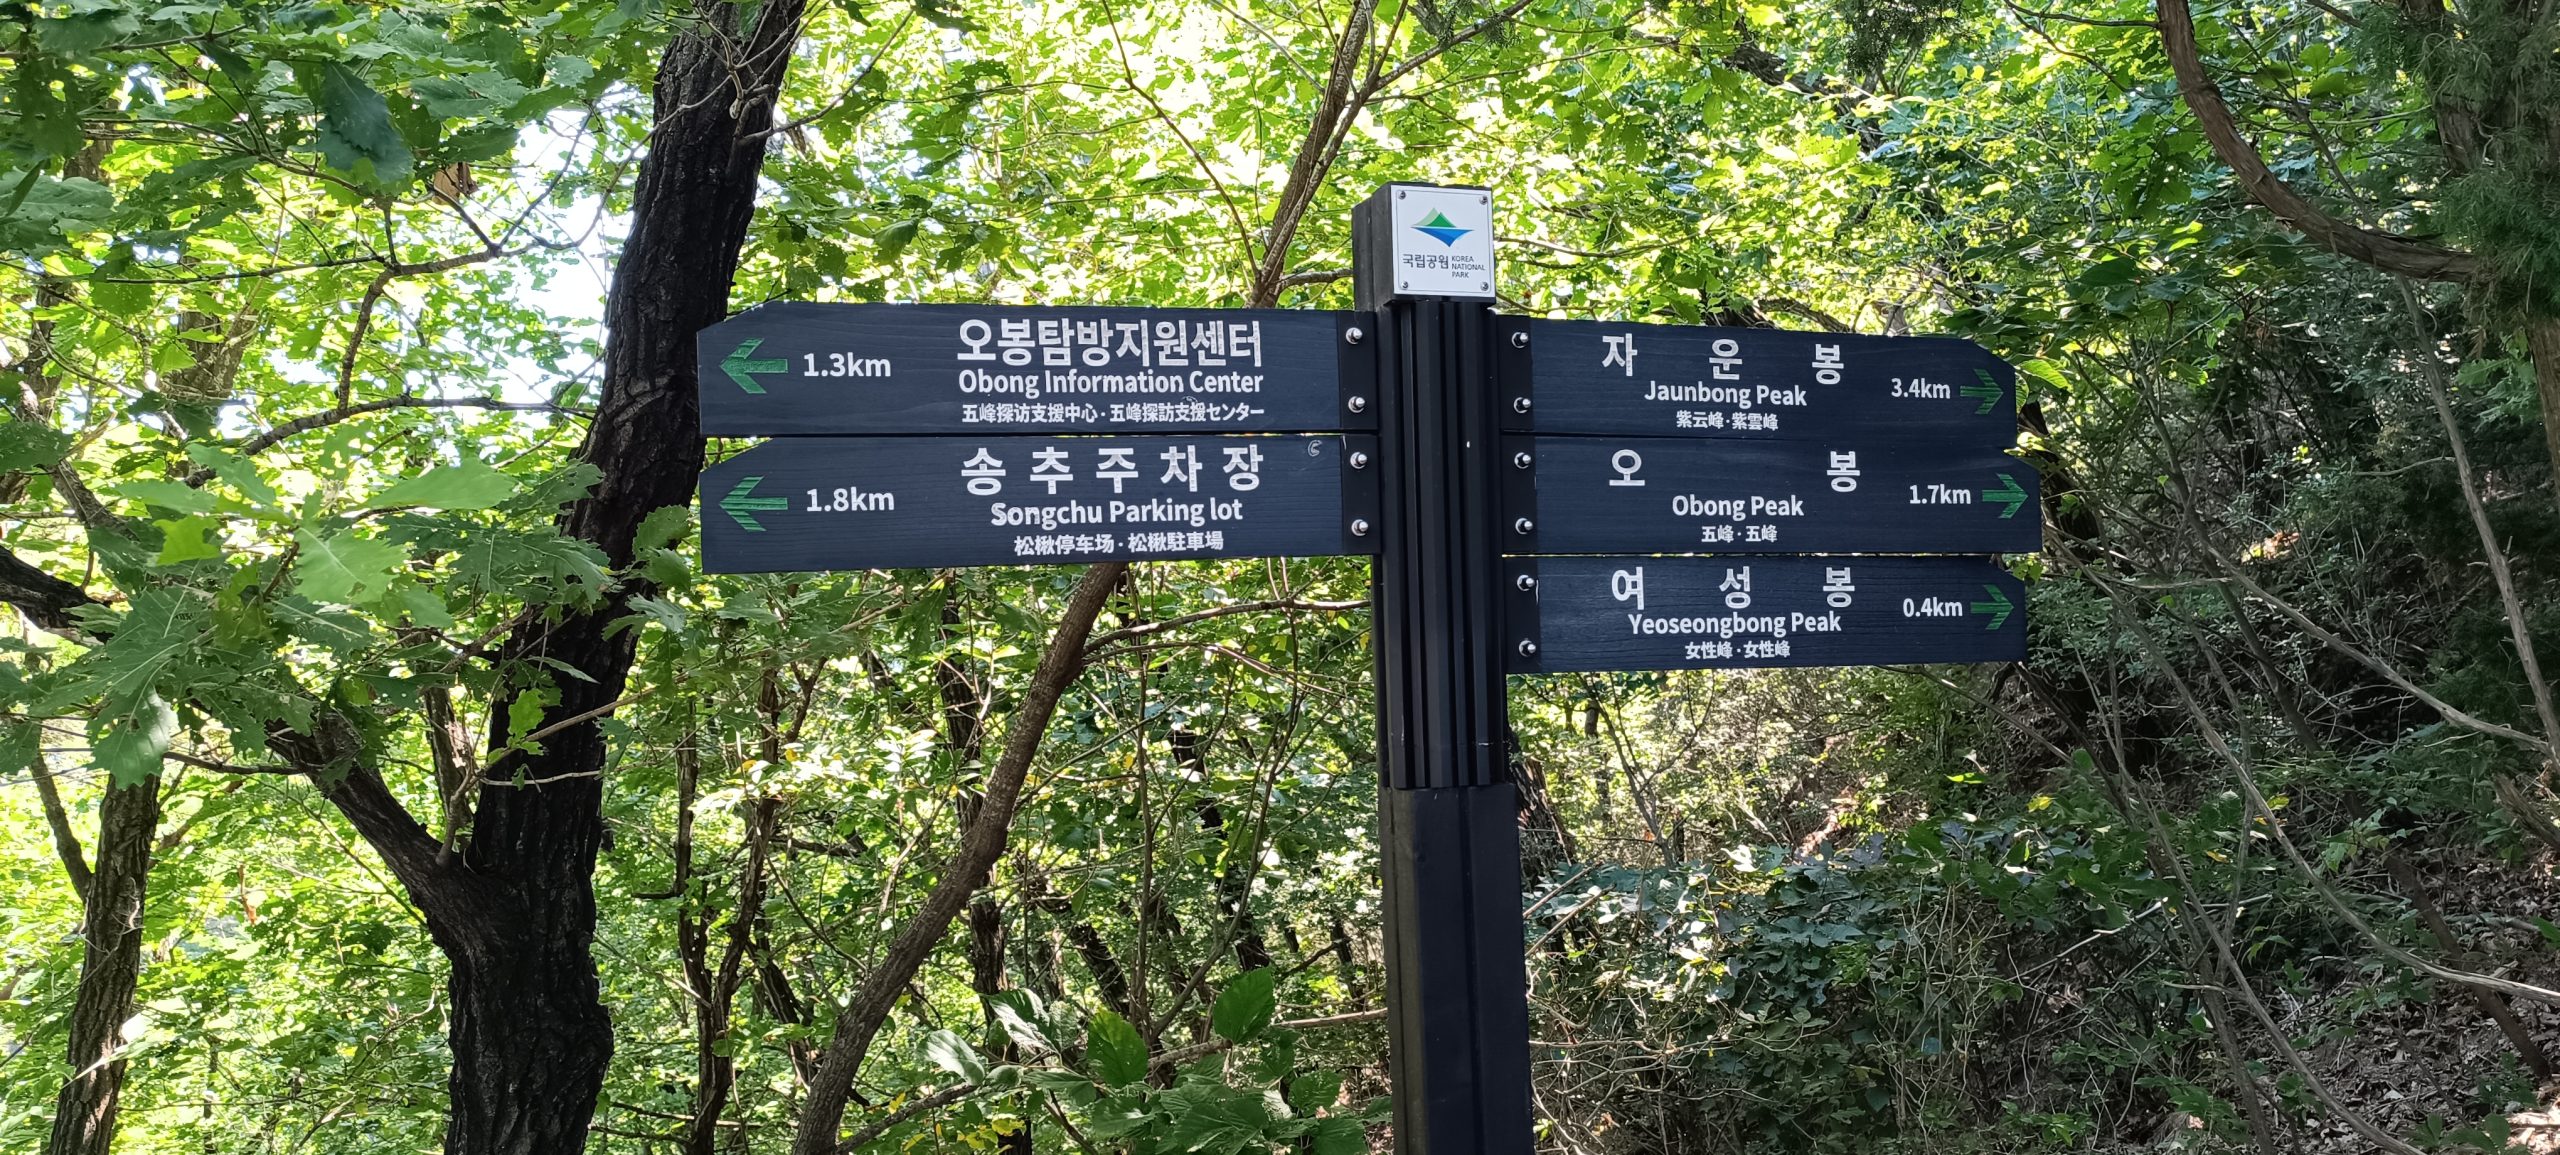 국립공원 KOREA NATIONAL PARK
1.3km
오봉탐방지원센터
Obong Information Center
五峰探访支援中心·五峰探訪支援センター
1.8km
송추주차장
Songchu Parking lot
松楸停车场·松楸駐車場
자운봉
Jaunbong Peak
紫云峰·紫雲峰
3.4km
오봉
Obong Peak
五峰·五峰
1.7km
여성봉
Yeoseongbong Peak
女性峰·女性峰
0.4km